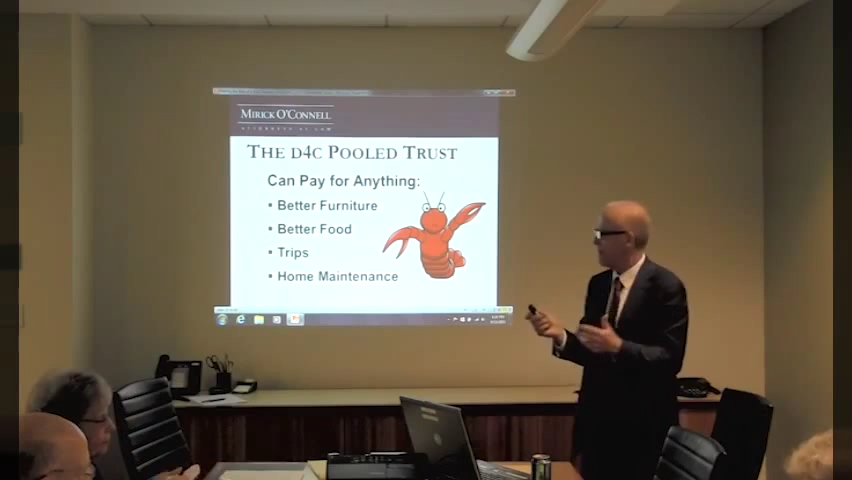 MIRICK O'CONNELL
ATTORNEYS AT LAW
THE D4C POOLED TRUST
Can Pay for Anything:
▪ Better Furniture
▪ Better Food
▪ Trips
▪ Home Maintenance